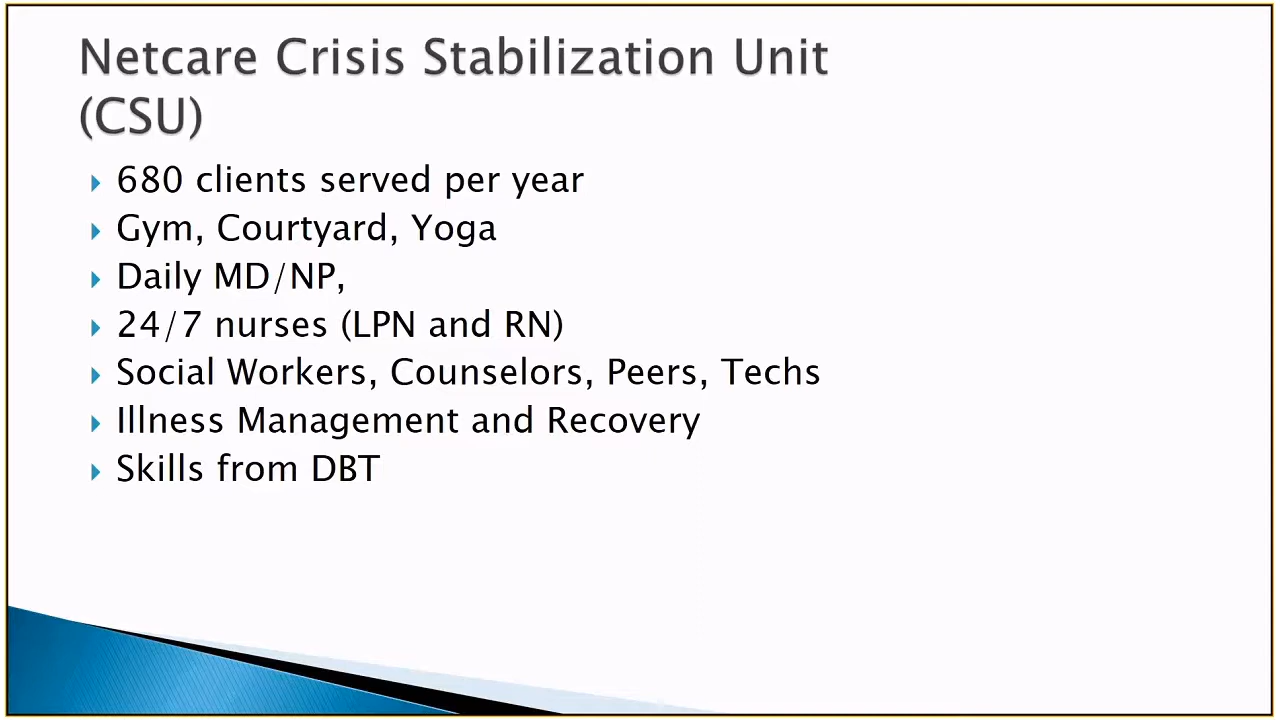 Netcare Crisis Stabilization Unit
(CSU)
680 clients served per year
Gym, Courtyard, Yoga
Daily MD/NP,
24/7 nurses (LPN and RN)
Social Workers, Counselors, Peers, Techs
Illness Management and Recovery
Skills from DBT